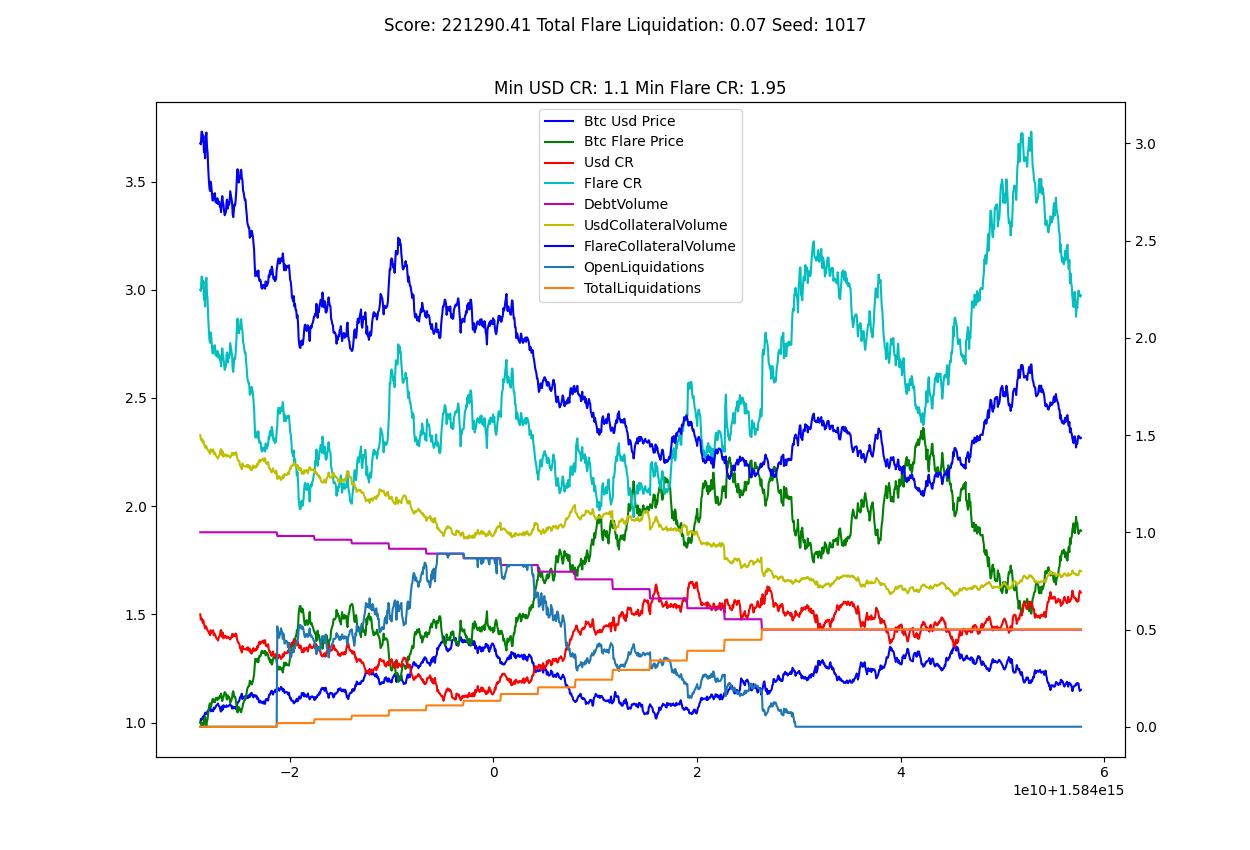 Score: 221290.41 Total Flare Liquidation: 0.07 Seed: 1017
Min USD CR: 1.1 Min Flare CR: 1.95
Btc Usd Price
Btc Flare Price
Usd CR
Flare CR
DebtVolume
UsdCollateralVolume
FlareCollateralVolume
OpenLiquidations
TotalLiquidations
3.5
3.0
2.5
2.0
1.5
1.0
3.0
2.5
2.0
1.5
1.0
0.5
0.0
−2
0
2
4
6
1e10+1.584e15